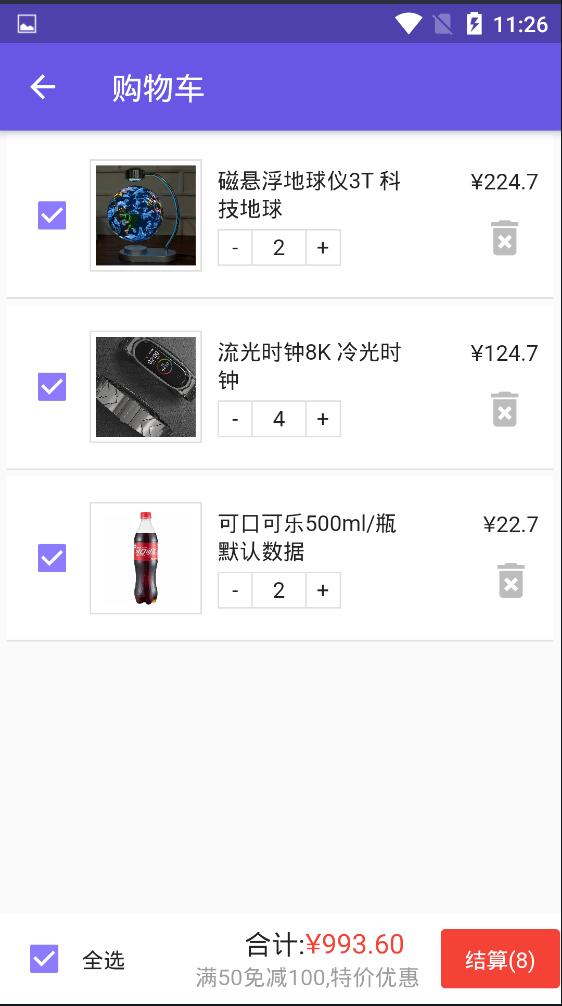 11:26
购物车
磁悬浮地球仪3T 科
技地球
¥224.7
- 2 +
流光时钟8K 冷光时
钟
¥124.7
- 4 +
可口可乐500ml/瓶
默认数据
¥22.7
- 2 +
全选
合计:¥993.60
满50免减100,特价优惠
结算(8)